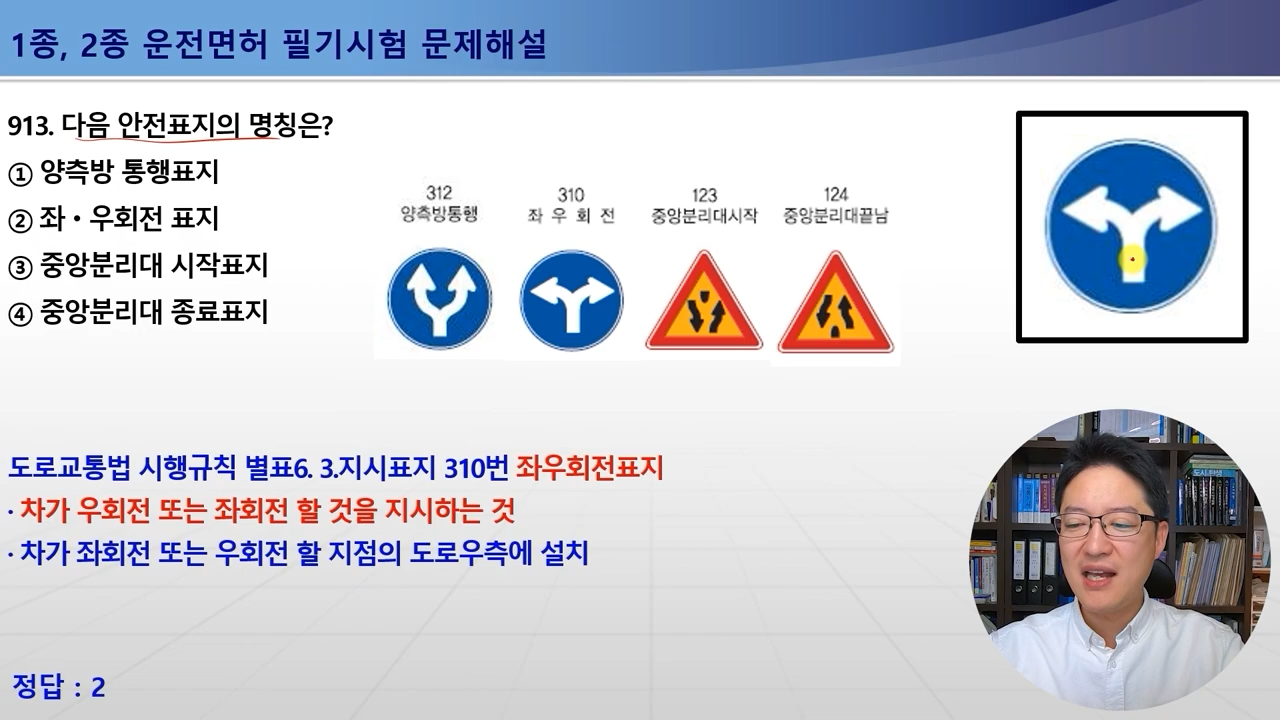 1종, 2종 운전면허 필기시험 문제해설
913. 다음 안전표지의 명칭은?
① 양측방 통행표지
② 좌・우회전 표지
③ 중앙분리대 시작표지
④ 중앙분리대 종료표지
312
양측방통행
310
좌 우 회 전
123
중앙분리대시작
124
중앙분리대끝남
도로교통법 시행규칙 별표6. 3.지시표지 310번 좌우회전표지
· 차가 우회전 또는 좌회전 할 것을 지시하는 것
· 차가 좌회전 또는 우회전 할 지점의 도로우측에 설치
정답 : 2